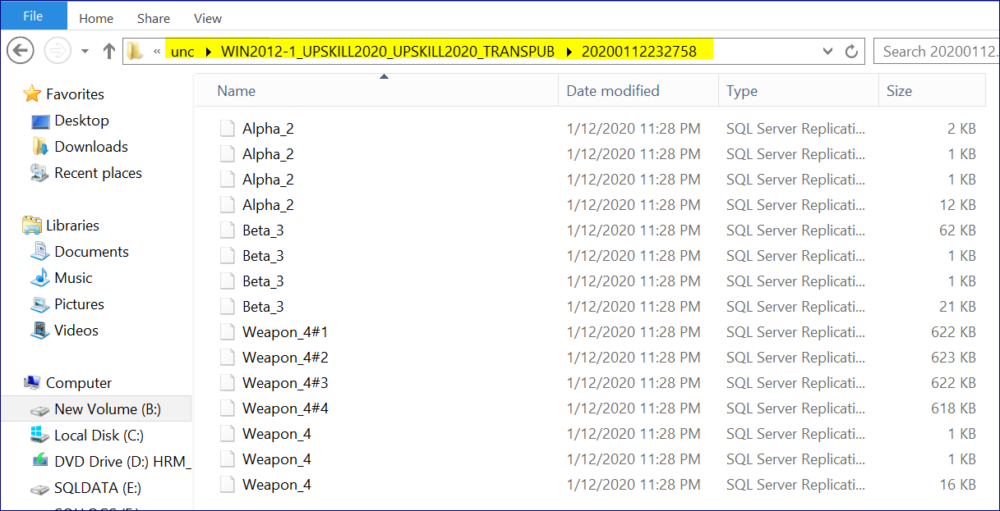 File Home Share View
« unc WIN2012-1_UPSKILL2020_UPSKILL2020_TRANSPUB 20200112232758 Search 20200112...
Favorites
Desktop
Downloads
Recent places
Libraries
Documents
Music
Pictures
Videos
Computer
New Volume (B:)
Local Disk (C:)
DVD Drive (D:) HRM_
SQLDATA (E:)
Name Date modified Type Size
Alpha_2 1/12/2020 11:28 PM SQL Server Replicati... 2 KB
Alpha_2 1/12/2020 11:28 PM SQL Server Replicati... 1 KB
Alpha_2 1/12/2020 11:28 PM SQL Server Replicati... 1 KB
Alpha_2 1/12/2020 11:28 PM SQL Server Replicati... 12 KB
Beta_3 1/12/2020 11:28 PM SQL Server Replicati... 62 KB
Beta_3 1/12/2020 11:28 PM SQL Server Replicati... 1 KB
Beta_3 1/12/2020 11:28 PM SQL Server Replicati... 1 KB
Beta_3 1/12/2020 11:28 PM SQL Server Replicati... 21 KB
Weapon_4#1 1/12/2020 11:28 PM SQL Server Replicati... 622 KB
Weapon_4#2 1/12/2020 11:28 PM SQL Server Replicati... 623 KB
Weapon_4#3 1/12/2020 11:28 PM SQL Server Replicati... 622 KB
Weapon_4#4 1/12/2020 11:28 PM SQL Server Replicati... 618 KB
Weapon_4 1/12/2020 11:28 PM SQL Server Replicati... 1 KB
Weapon_4 1/12/2020 11:28 PM SQL Server Replicati... 1 KB
Weapon_4 1/12/2020 11:28 PM SQL Server Replicati... 16 KB